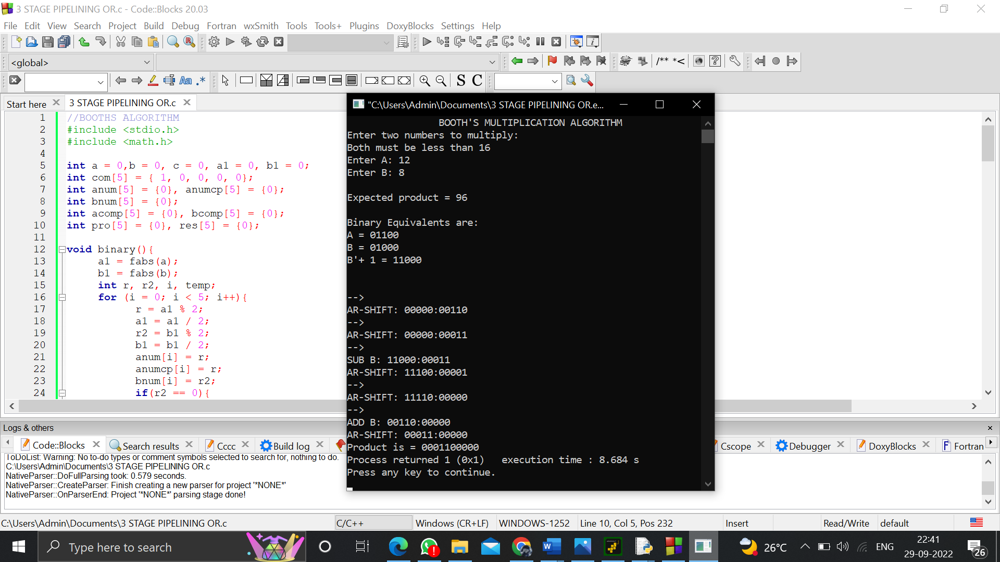 3 STAGE PIPELINING OR.c - Code::Blocks 20.03
File Edit View Search Project Build Debug Fortran wxSmith Tools Tools+ Plugins DoxyBlocks Settings Help
<global>
/** *<
Aa .* S C
Start here 3 STAGE PIPELINING OR.c
1 //BOOTHS ALGORITHM
2 #include <stdio.h>
3 #include <math.h>
4
5 int a = 0,b = 0, c = 0, a1 = 0, b1 = 0;
6 int com[5] = { 1, 0, 0, 0, 0};
7 int anum[5] = {0}, anumcp[5] = {0};
8 int bnum[5] = {0};
9 int acomp[5] = {0}, bcomp[5] = {0};
10 int pro[5] = {0}, res[5] = {0};
11
12 void binary(){
13 a1 = fabs(a);
14 b1 = fabs(b);
15 int r, r2, i, temp;
16 for (i = 0; i < 5; i++){
17 r = a1 % 2;
18 a1 = a1 / 2;
19 r2 = b1 % 2;
20 b1 = b1 / 2;
21 anum[i] = r;
22 anumcp[i] = r;
23 bnum[i] = r2;
24 if(r2 == 0){
"C:\Users\Admin\Documents\3 STAGE PIPELINING OR.e...
BOOTH'S MULTIPLICATION ALGORITHM
Enter two numbers to multiply:
Both must be less than 16
Enter A: 12
Enter B: 8
Expected product = 96
Binary Equivalents are:
A = 01100
B = 01000
B'+ 1 = 11000
-->
AR-SHIFT: 00000:00110
-->
AR-SHIFT: 00000:00011
-->
SUB B: 11000:00011
AR-SHIFT: 11100:00001
-->
AR-SHIFT: 11110:00000
-->
ADD B: 00110:00000
AR-SHIFT: 00011:00000
Product is = 0001100000
Process returned 1 (0x1)   execution time : 8.684 s
Press any key to continue.
Logs & others
Code::Blocks Search results Cccc Build log Cscope Debugger DoxyBlocks Fortran
ToDoList: Warning: No to-do types or comment symbols selected to search for, nothing to do.
C:\Users\Admin\Documents\3 STAGE PIPELINING OR.c
NativeParser::DoFullParsing took: 0.579 seconds.
NativeParser::CreateParser: Finish creating a new parser for project '*NONE*'
NativeParser::OnParserEnd: Project '*NONE*' parsing stage done!
C:\Users\Admin\Documents\3 STAGE PIPELINING OR.c C/C++ Windows (CR+LF) WINDOWS-1252 Line 10, Col 5, Pos 232 Insert Read/Write default
Type here to search 26°C ENG 22:41
29-09-2022 26